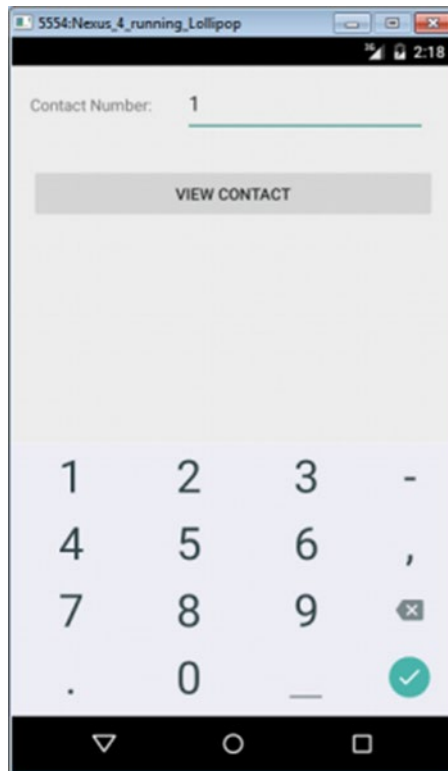 5554:Nexus_4_running_Lollipop
3G 2:18
Contact Number: 1
VIEW CONTACT
1 2 3 -
4 5 6 ,
7 8 9
. 0 _